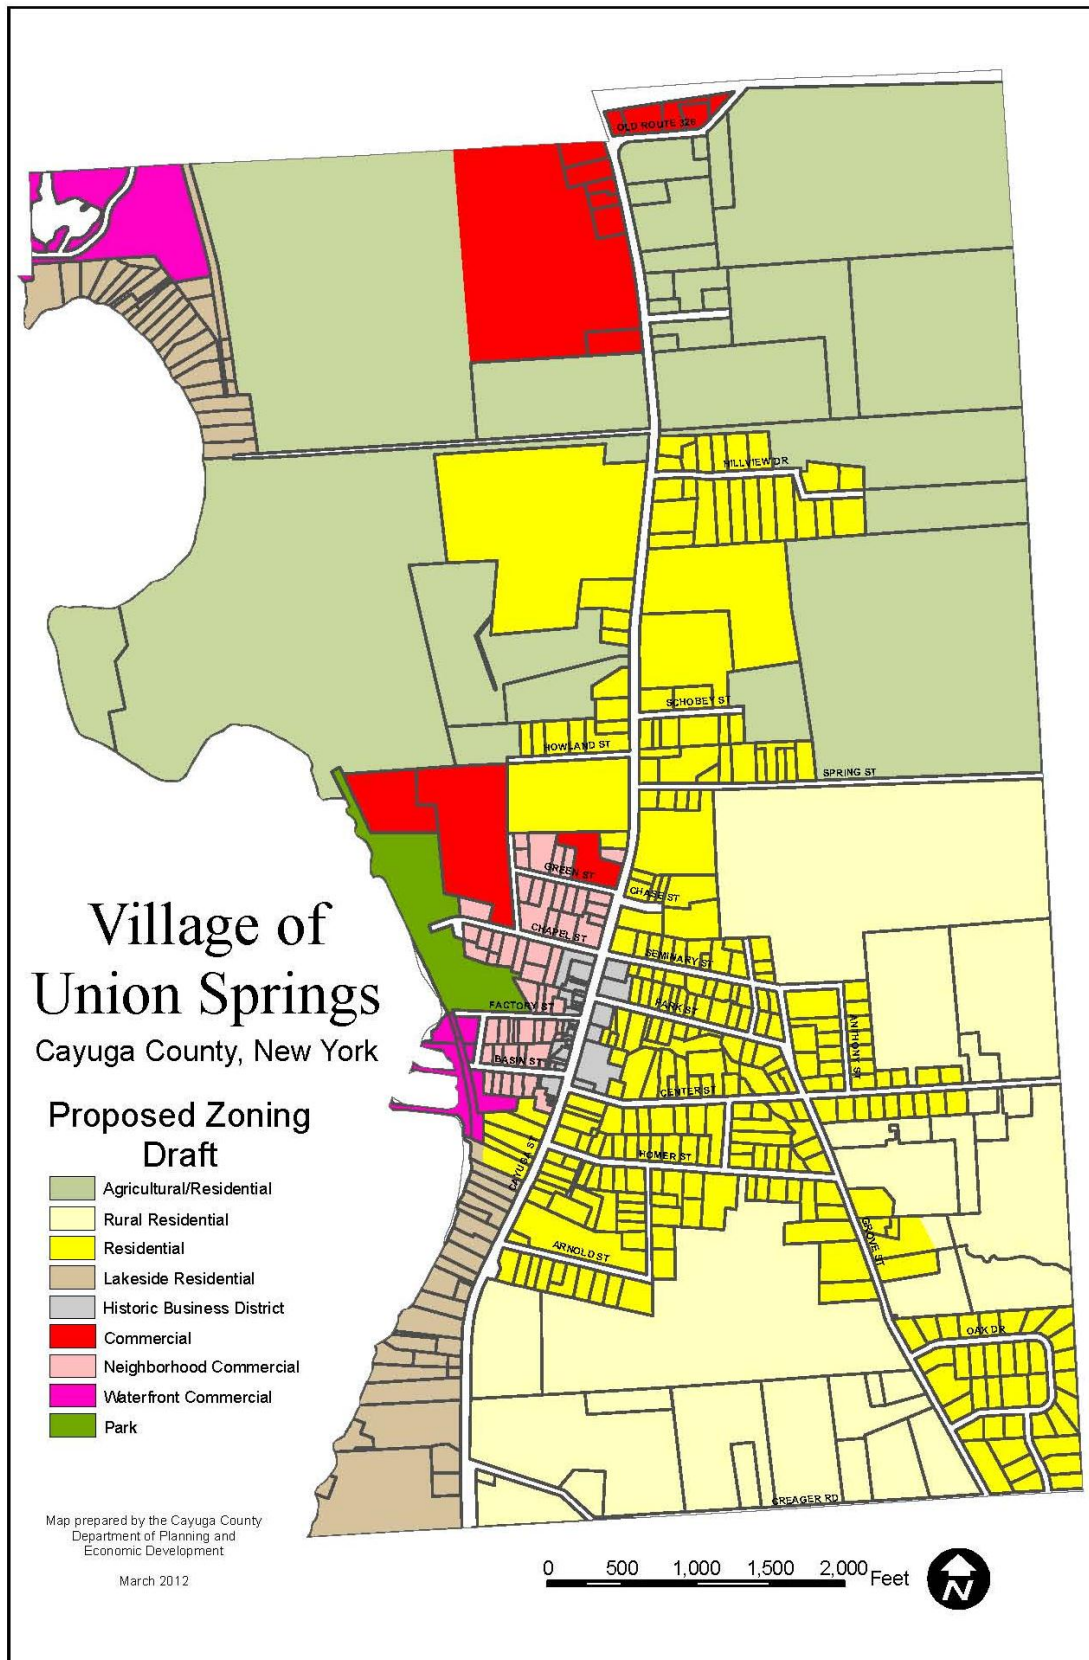 OLD ROUTE 326
HILLVIEW DR
SCHOBEY ST
HOWLAND ST
SPRING ST
GREEN ST
CHASE ST
CHAPEL ST
SEMINARY ST
FACTORY ST
PARK ST
ANTHONY ST
BASIN ST
CENTER ST
CAYUGA ST
HOMER ST
GROVE ST
ARNOLD ST
OAK DR
CREAGER RD
Village of
Union Springs
Cayuga County, New York
Proposed Zoning
Draft
Agricultural/Residential
Rural Residential
Residential
Lakeside Residential
Historic Business District
Commercial
Neighborhood Commercial
Waterfront Commercial
Park
Map prepared by the Cayuga County
Department of Planning and
Economic Development
March 2012
0 500 1,000 1,500 2,000 Feet
N